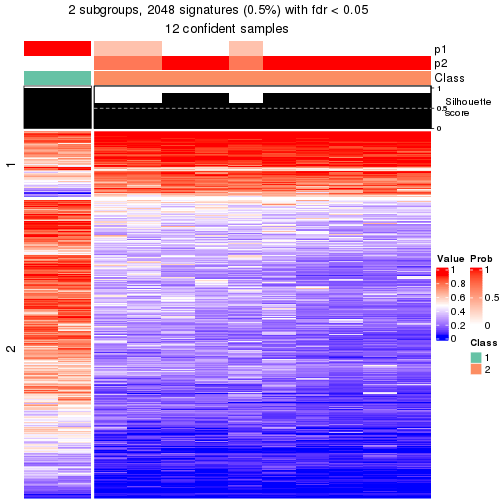 2 subgroups, 2048 signatures (0.5%) with fdr < 0.05
12 confident samples
p1
p2
Class
1
0.5
0
Silhouette
score
1
2
Value
1
0.8
0.6
0.4
0.2
0
Prob
1
0.5
0
Class
1
2